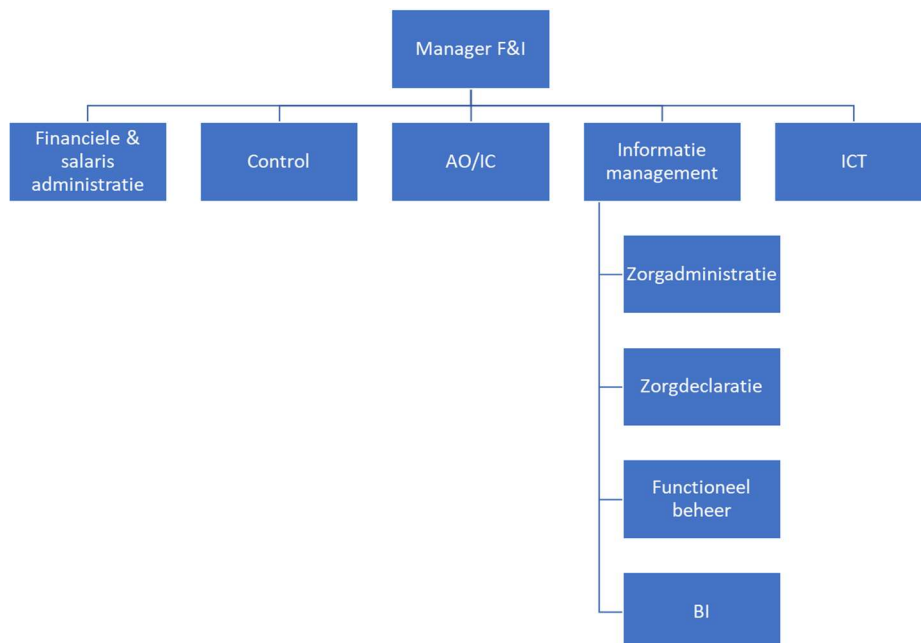 Manager F&I
Financiele &
salaris
administratie
Control
AO/IC
Informatie
management
ICT
Zorgadministratie
Zorgdeclaratie
Functioneel
beheer
BI